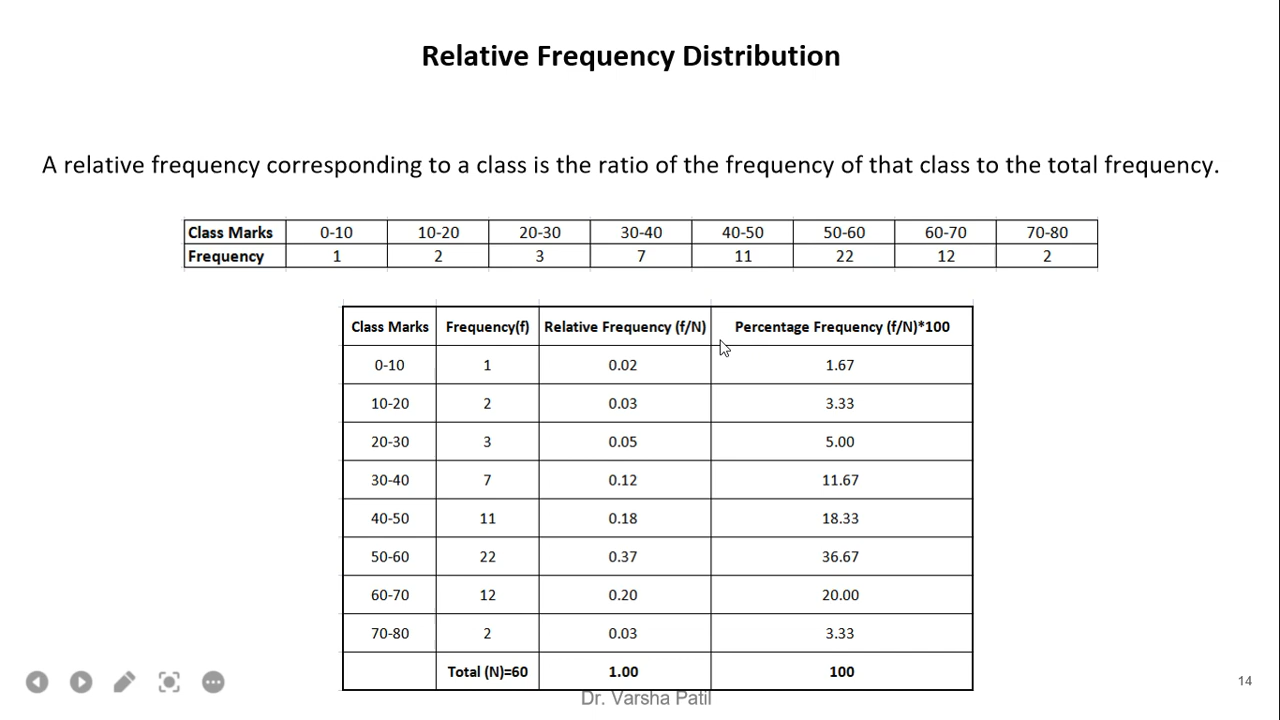 Relative Frequency Distribution
A relative frequency corresponding to a class is the ratio of the frequency of that class to the total frequency.
Class Marks 0-10 10-20 20-30 30-40 40-50 50-60 60-70 70-80
Frequency 1 2 3 7 11 22 12 2
Class Marks Frequency(f) Relative Frequency (f/N) Percentage Frequency (f/N)*100
0-10 1 0.02 1.67
10-20 2 0.03 3.33
20-30 3 0.05 5.00
30-40 7 0.12 11.67
40-50 11 0.18 18.33
50-60 22 0.37 36.67
60-70 12 0.20 20.00
70-80 2 0.03 3.33
Total (N)=60 1.00 100
Dr. Varsha Patil
14